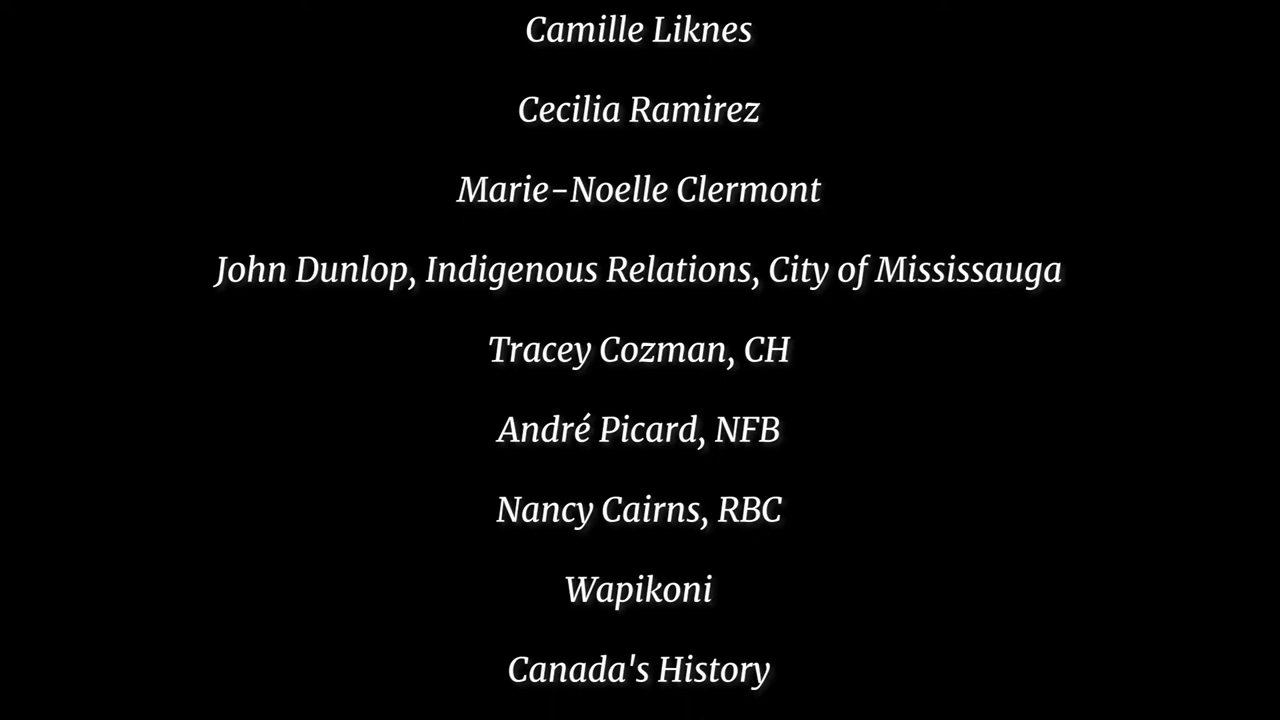 Camille Liknes
Cecilia Ramirez
Marie-Noelle Clermont
John Dunlop, Indigenous Relations, City of Mississauga
Tracey Cozman, CH
André Picard, NFB
Nancy Cairns, RBC
Wapikoni
Canada's History